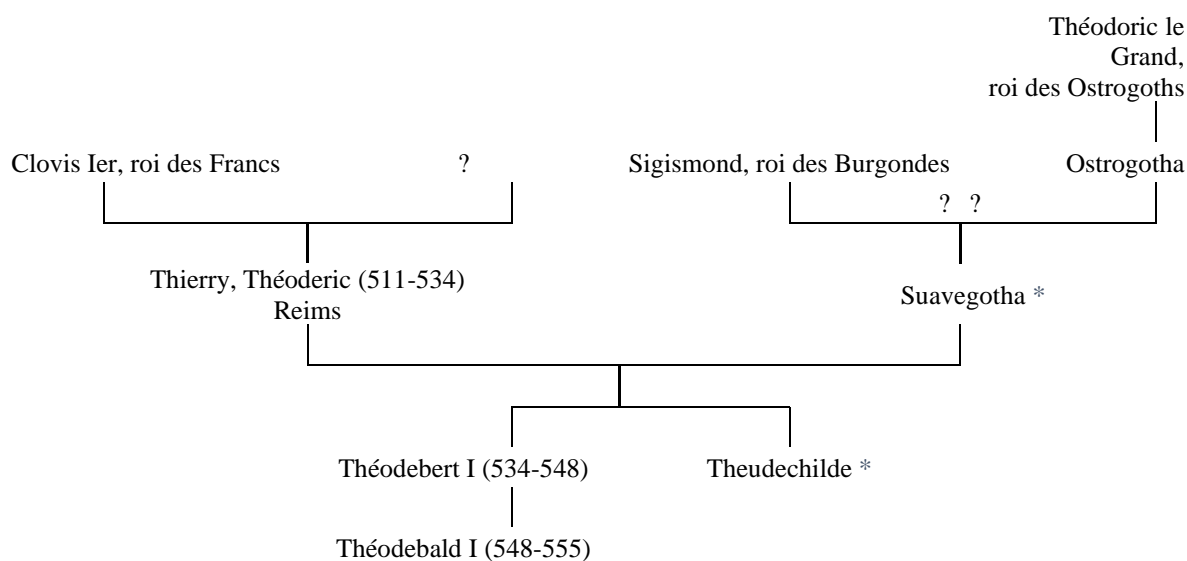 Théodoric le
Grand,
roi des Ostrogoths
Clovis Ier, roi des Francs ? Sigismond, roi des Burgondes Ostrogotha
? ?
Thierry, Théoderic (511-534)
Reims
Suavegotha *
Théodebert I (534-548) Theudechilde *
Théodebald I (548-555)